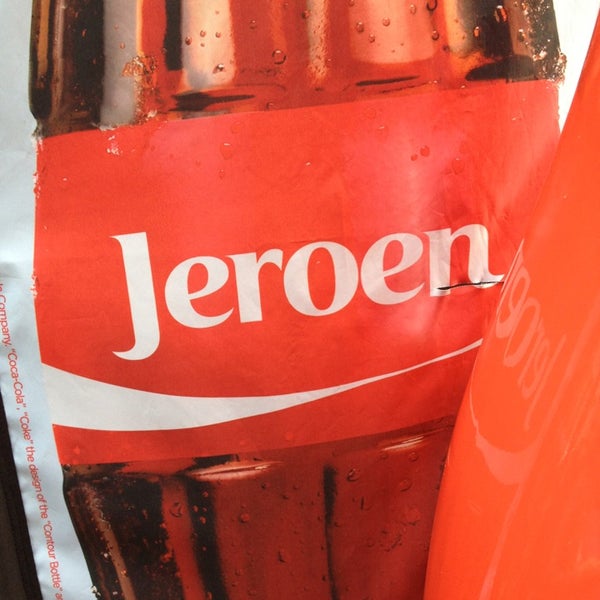 Jeroen
Company. "Coca-Cola", "Coke" the design of the "Contour Bottle"